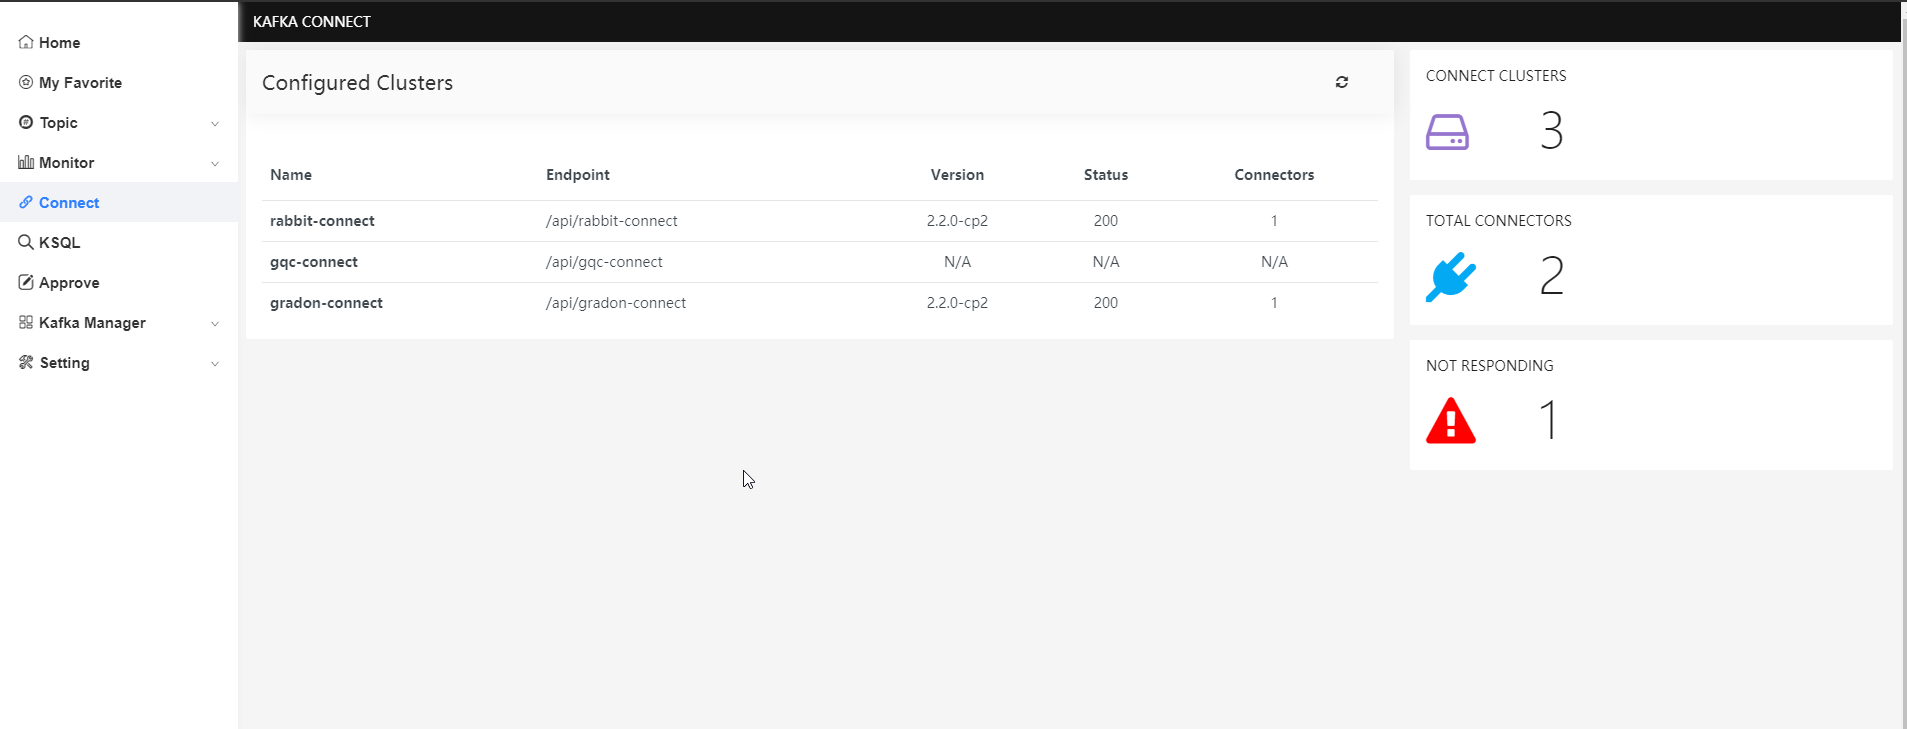 KAFKA CONNECT
Home
My Favorite
Topic
Monitor
Connect
KSQL
Approve
Kafka Manager
Setting
Configured Clusters
Name Endpoint Version Status Connectors
rabbit-connect /api/rabbit-connect 2.2.0-cp2 200 1
gqc-connect /api/gqc-connect N/A N/A N/A
gradon-connect /api/gradon-connect 2.2.0-cp2 200 1
CONNECT CLUSTERS
3
TOTAL CONNECTORS
2
NOT RESPONDING
1